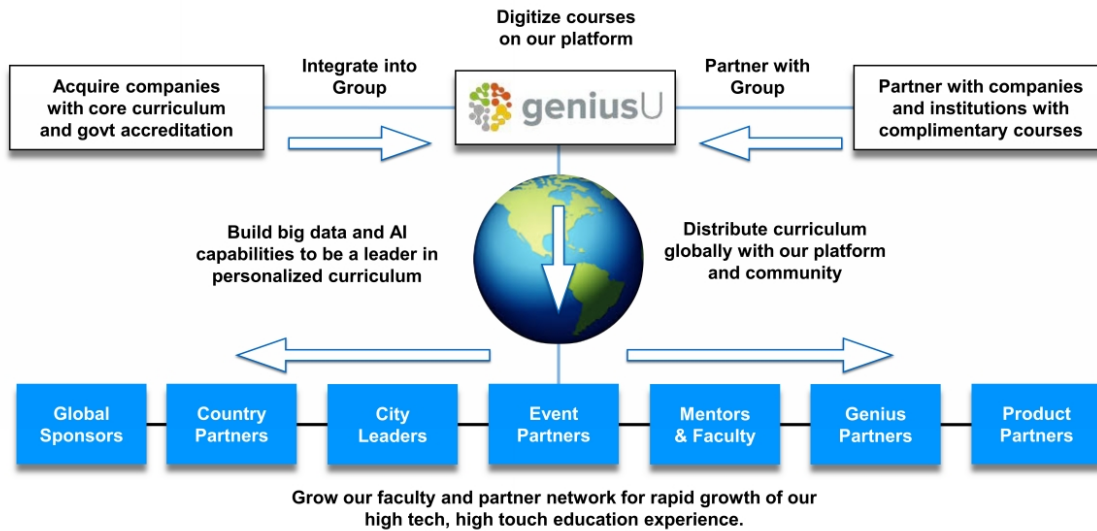 Digitize courses
on our platform
Acquire companies
with core curriculum
and govt accreditation
Integrate into
Group
geniusU
Partner with
Group
Partner with companies
and institutions with
complimentary courses
Build big data and AI
capabilities to be a leader in
personalized curriculum
Distribute curriculum
globally with our platform
and community
Global
Sponsors
Country
Partners
City
Leaders
Event
Partners
Mentors
& Faculty
Genius
Partners
Product
Partners
Grow our faculty and partner network for rapid growth of our
high tech, high touch education experience.